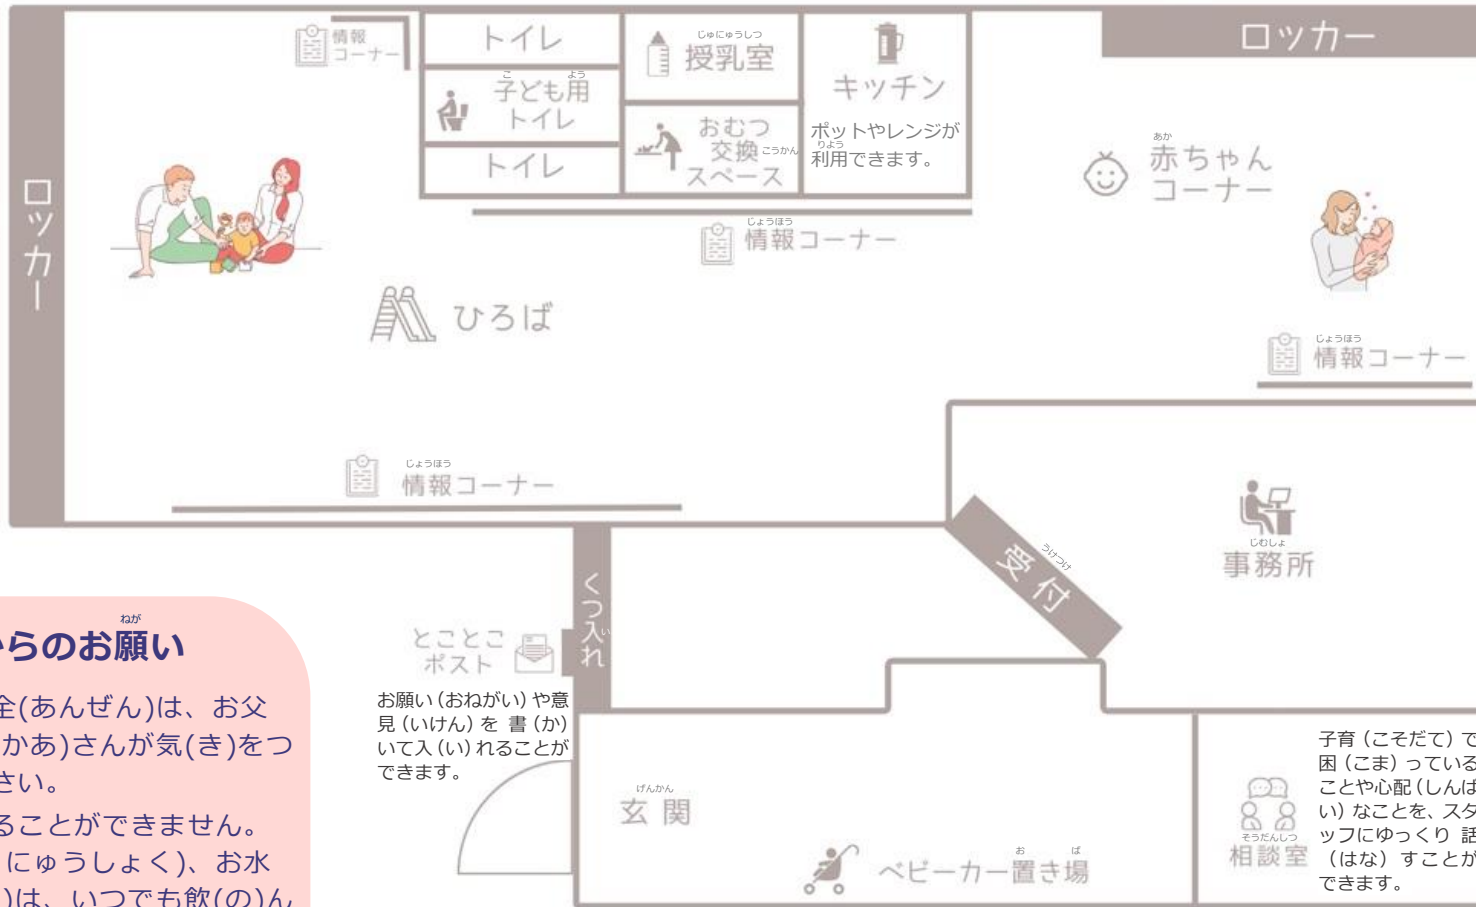 情報
コーナー
トイレ
こ よう
子ども用
トイレ
トイレ
じゅにゅうしつ
授乳室
おむつ
交換 こうかん
スペース
キッチン
ポットやレンジが
りよう
利用できます。
ロッカー
あか
赤ちゃん
コーナー
ロッカー
じょうほう
情報コーナー
ひろば
じょうほう
情報コーナー
じょうほう
情報コーナー
うけつけ
受付
じむしょ
事務所
くつ入れ
い
とことこ
ポスト
お願い(おねがい)や意
見(いけん)を 書(か)
いて入(い)れることが
できます。
ねが
らのお願い
全(あんぜん)は、お父
かあ)さんが気(き)をつ
さい。
ることができません。
にゅうしょく)、お水
)は、いつでも飲(の)ん
げんかん
玄関
お ば
ベビーカー置き場
そうだんしつ
相談室
子育(こそだて)で
困(こま)っている
ことや心配(しんぱ
い)なことを、スタ
ッフにゆっくり 話
(はな)すことが
できます。